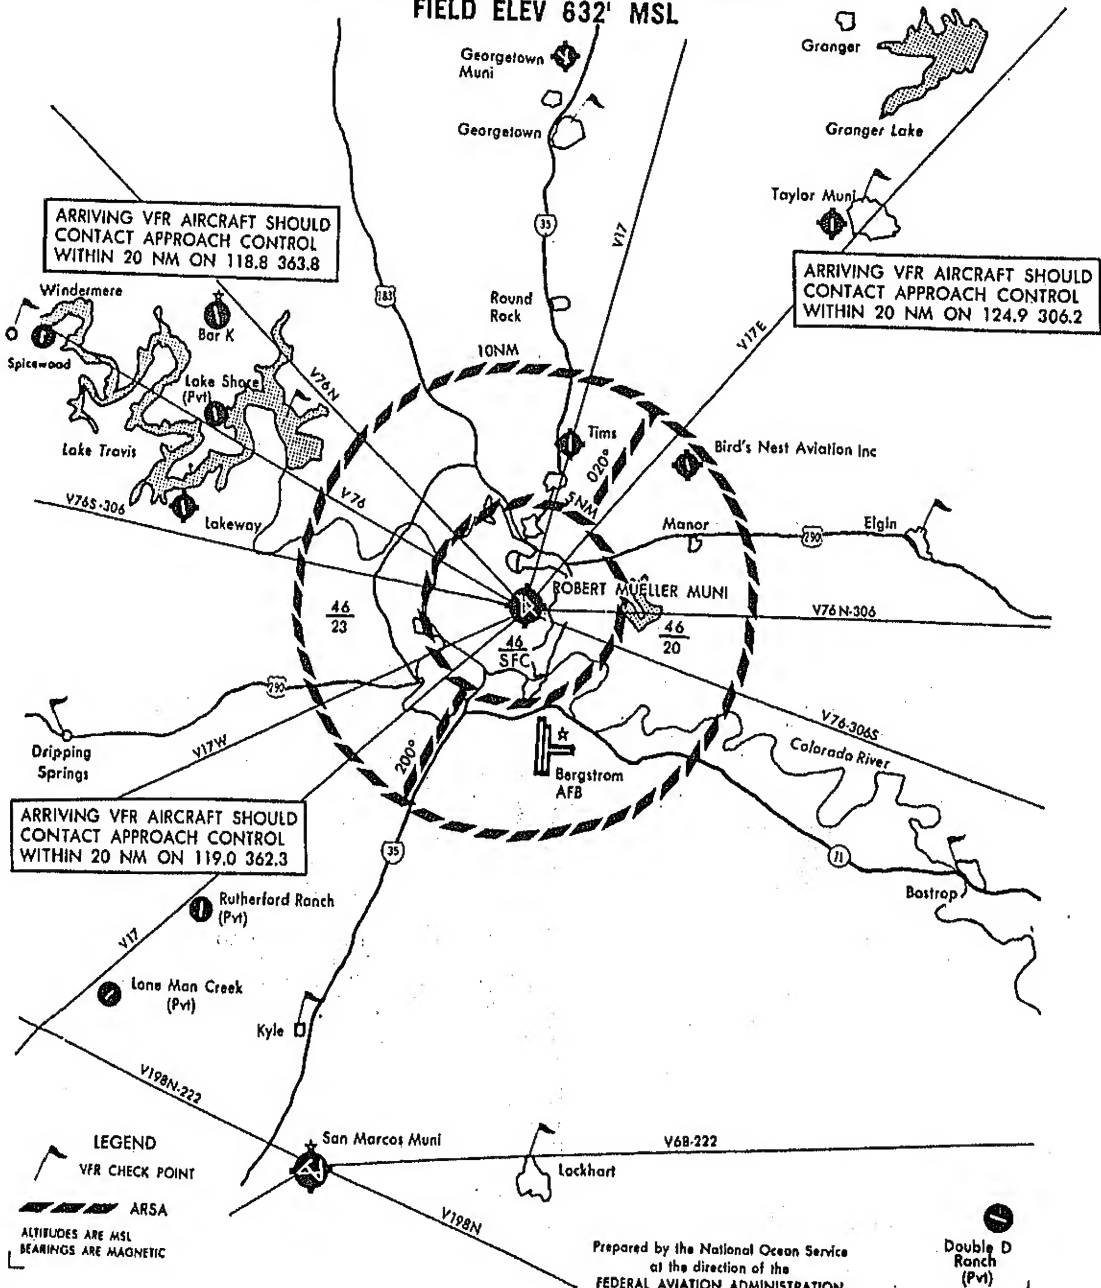 FIELD ELEV 632' MSL
Georgetown
Muni
Granger
Georgetown
Granger Lake
Taylor Muni
35
V17
ARRIVING VFR AIRCRAFT SHOULD
CONTACT APPROACH CONTROL
WITHIN 20 NM ON 118.8 363.8
ARRIVING VFR AIRCRAFT SHOULD
CONTACT APPROACH CONTROL
WITHIN 20 NM ON 124.9 306.2
Windermere
183
Round
Rock
Bar K
Spicewood
V17E
10NM
V76N
Lake Shore
(Pvt)
Lake Travis
Tims
020°
Bird's Nest Aviation Inc
V76
V76S-306
Lakeway
5NM
Manor
290
Elgin
ROBERT MUELLER MUNI
V76N-306
46
23
46
SFC
46
20
290
V76-306S
Dripping
Springs
V17W
200°
Colorado River
Bergstrom
AFB
ARRIVING VFR AIRCRAFT SHOULD
CONTACT APPROACH CONTROL
WITHIN 20 NM ON 119.0 362.3
35
71
Bastrop
Rutherford Ranch
(Pvt)
V17
Lone Man Creek
(Pvt)
Kyle
V198N-222
LEGEND
VFR CHECK POINT
ARSA
ALTITUDES ARE MSL
BEARINGS ARE MAGNETIC
San Marcos Muni
V68-222
Lockhart
V198N
Prepared by the National Ocean Service
at the direction of the
FEDERAL AVIATION ADMINISTRATION
Double D
Ranch
(Pvt)